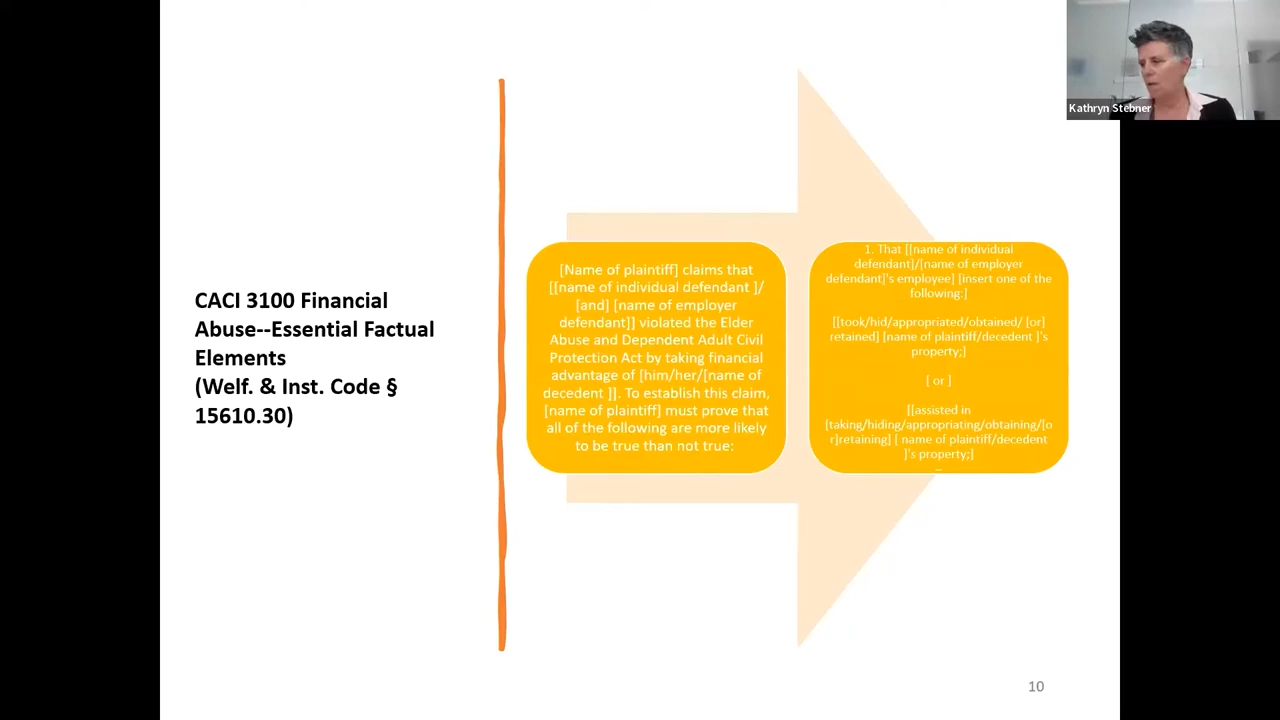 Kathryn Stebner
CACI 3100 Financial
Abuse--Essential Factual
Elements
(Welf. & Inst. Code §
15610.30)
[Name of plaintiff] claims that
[[name of individual defendant ]/
[and] [name of employer
defendant]] violated the Elder
Abuse and Dependent Adult Civil
Protection Act by taking financial
advantage of [him/her/[name of
decedent ]]. To establish this claim,
[name of plaintiff] must prove that
all of the following are more likely
to be true than not true:
1. That [[name of individual
defendant]/[name of employer
defendant]'s employee] [insert one of the
following:]
[[took/hid/appropriated/obtained/ [or]
retained] [name of plaintiff/decedent ]'s
property;]
[ or ]
[[assisted in
[taking/hiding/appropriating/obtaining/[o
r]retaining] [ name of plaintiff/decedent
]'s property;]
10